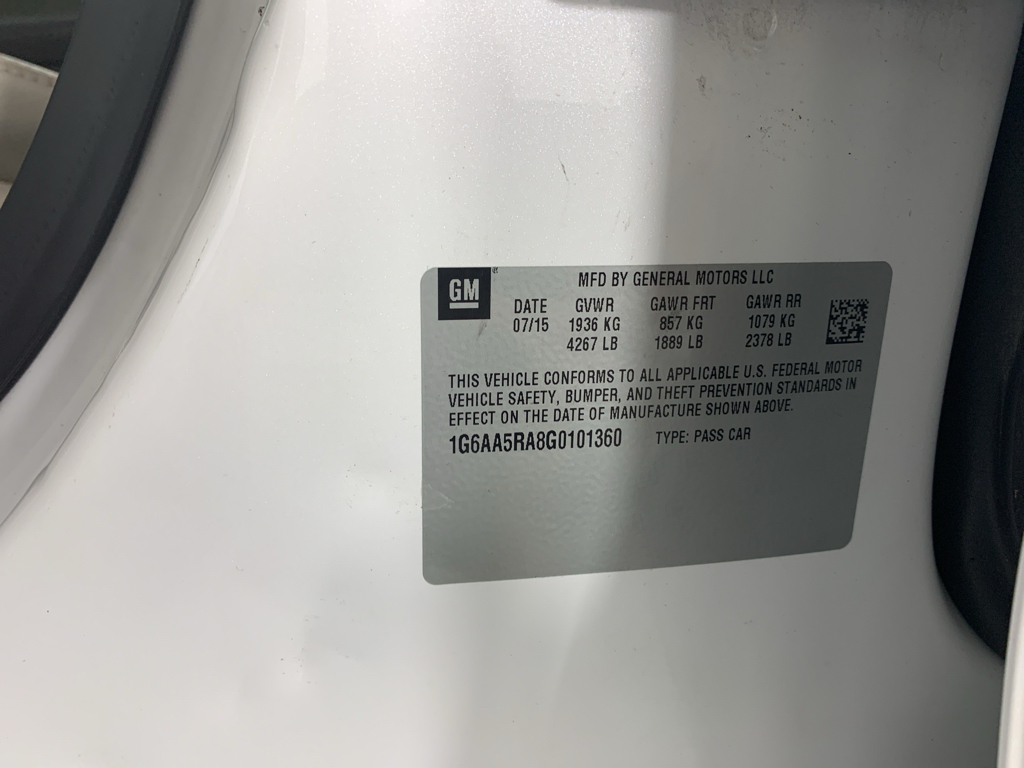 GM
MFD BY GENERAL MOTORS LLC
DATE GVWR GAWR FRT GAWR RR
07/15 1936 KG 857 KG 1079 KG
4267 LB 1889 LB 2378 LB
THIS VEHICLE CONFORMS TO ALL APPLICABLE U.S. FEDERAL MOTOR
VEHICLE SAFETY, BUMPER, AND THEFT PREVENTION STANDARDS IN
EFFECT ON THE DATE OF MANUFACTURE SHOWN ABOVE.
1G6AA5RA8G0101360 TYPE: PASS CAR